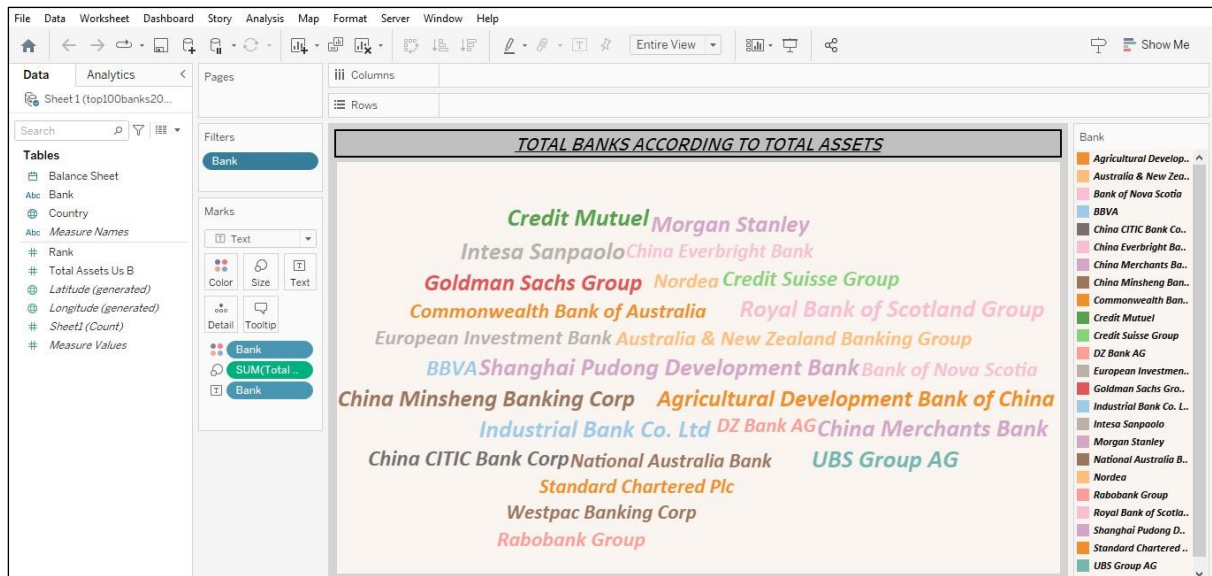 File Data Worksheet Dashboard Story Analysis Map Format Server Window Help
Entire View
Show Me
Data Analytics
Sheet 1 (top100banks20...
Search
Tables
Balance Sheet
Abc Bank
Country
Abc Measure Names
# Rank
# Total Assets Us B
Latitude (generated)
Longitude (generated)
# Sheet1 (Count)
# Measure Values
Pages
Filters
Bank
Marks
T Text
Color Size Text
Detail Tooltip
Bank
SUM(Total ..
Bank
iii Columns
Rows
TOTAL BANKS ACCORDING TO TOTAL ASSETS
Credit Mutuel Morgan Stanley
Intesa Sanpaolo China Everbright Bank
Goldman Sachs Group Nordea Credit Suisse Group
Commonwealth Bank of Australia Royal Bank of Scotland Group
European Investment Bank Australia & New Zealand Banking Group
BBVA Shanghai Pudong Development Bank Bank of Nova Scotia
China Minsheng Banking Corp Agricultural Development Bank of China
Industrial Bank Co. Ltd DZ Bank AG China Merchants Bank
China CITIC Bank Corp National Australia Bank UBS Group AG
Standard Chartered Plc
Westpac Banking Corp
Rabobank Group
Bank
Agricultural Develop..
Australia & New Zea..
Bank of Nova Scotia
BBVA
China CITIC Bank Co..
China Everbright Ba..
China Merchants Ba..
China Minsheng Ban..
Commonwealth Ban..
Credit Mutuel
Credit Suisse Group
DZ Bank AG
European Investmen..
Goldman Sachs Gro..
Industrial Bank Co. L..
Intesa Sanpaolo
Morgan Stanley
National Australia B..
Nordea
Rabobank Group
Royal Bank of Scotla..
Shanghai Pudong D..
Standard Chartered ..
UBS Group AG